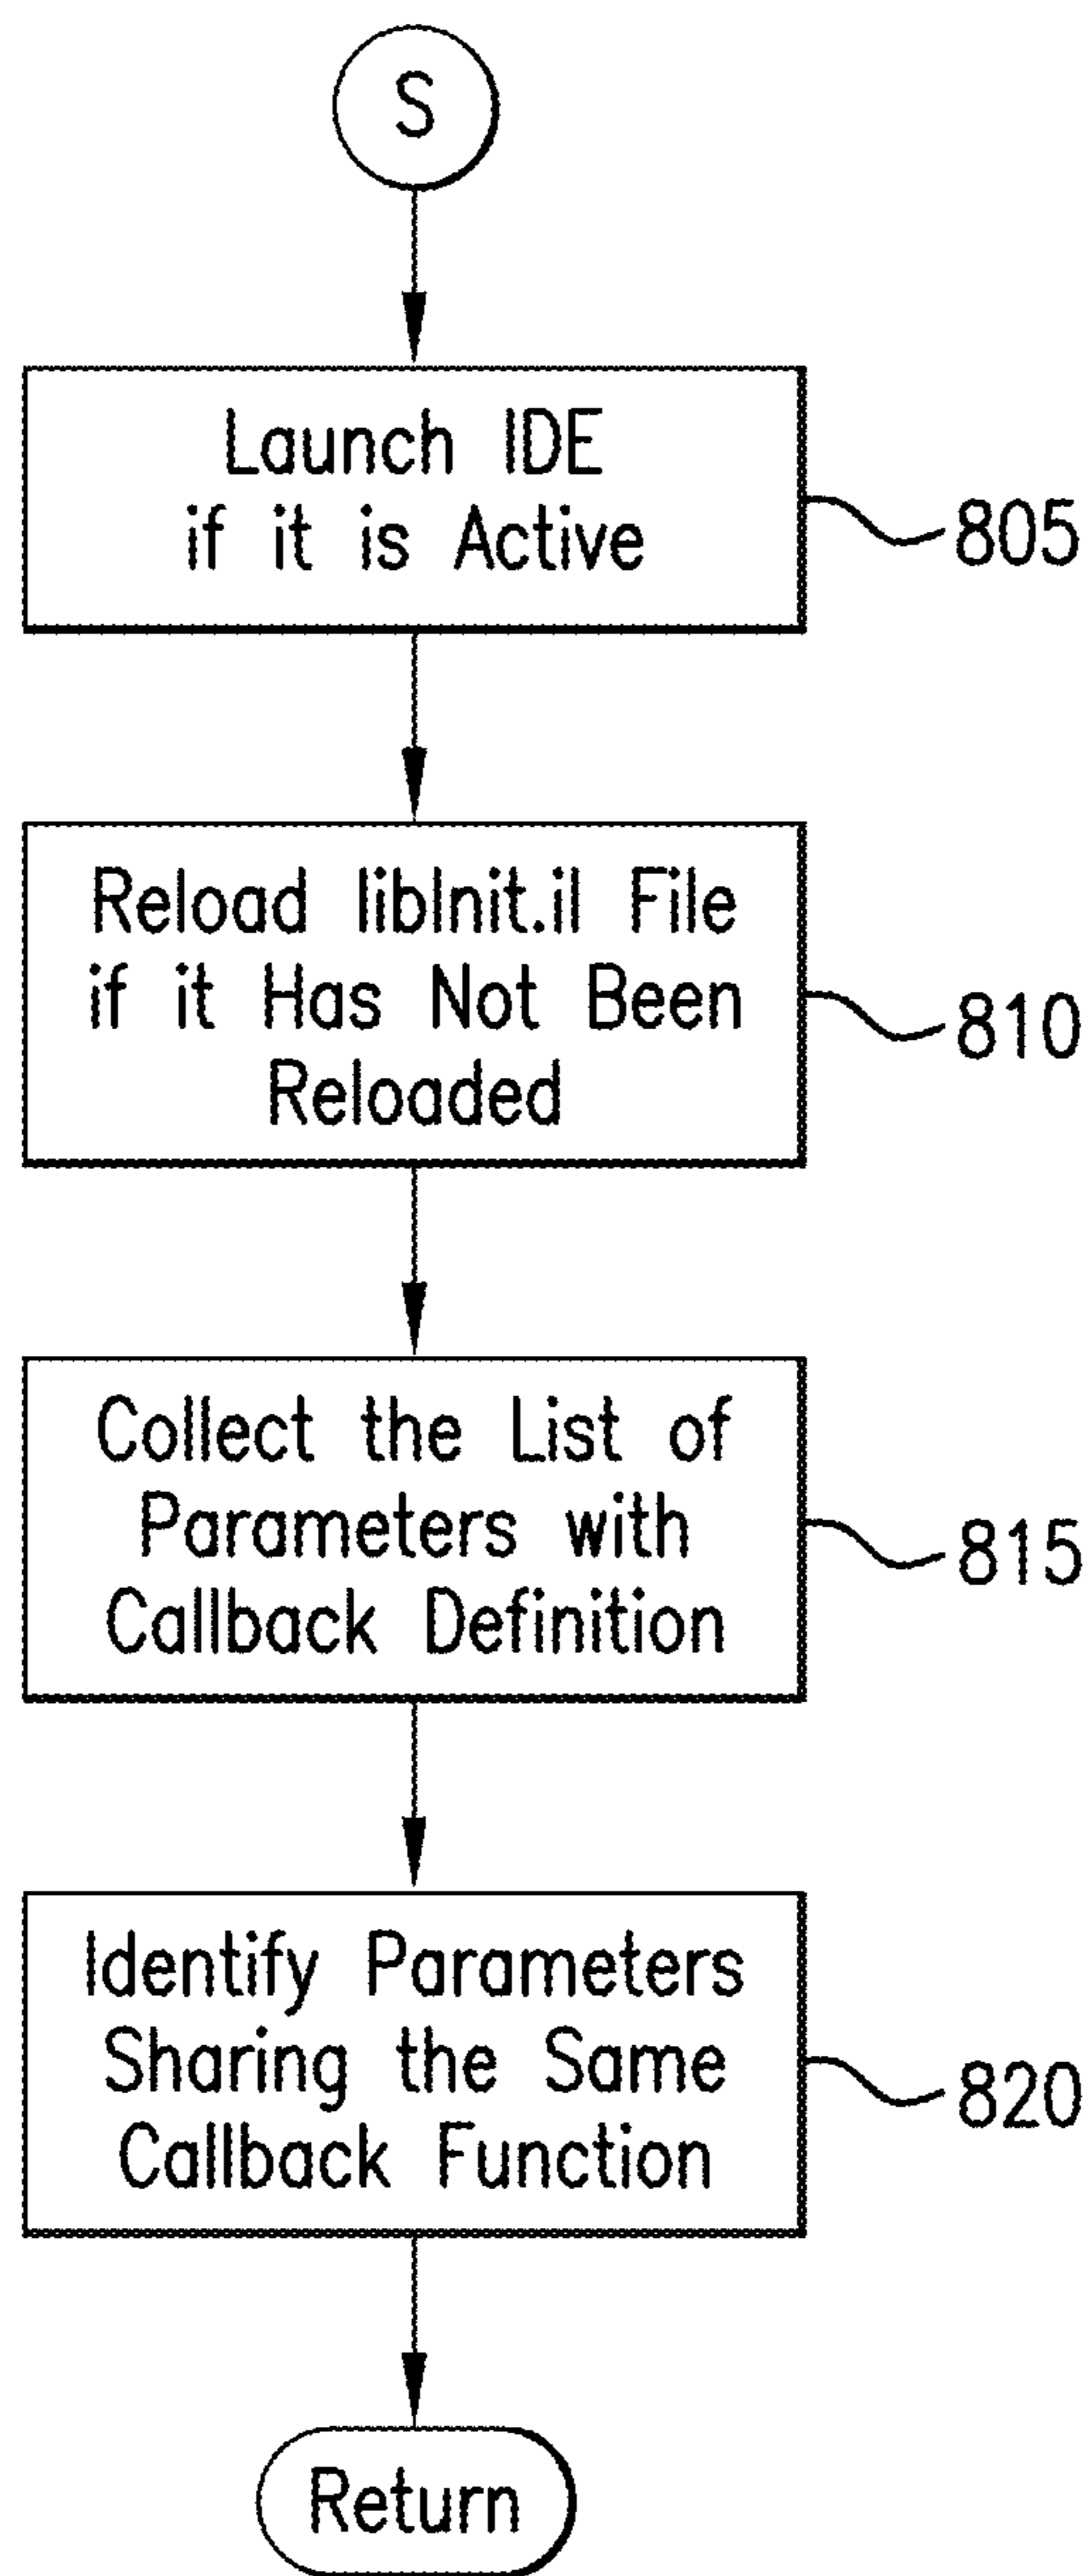 S
Launch IDE
if it is Active
805
Reload libInit.il File
if it Has Not Been
Reloaded
810
Collect the List of
Parameters with
Callback Definition
815
Identify Parameters
Sharing the Same
Callback Function
820
Return